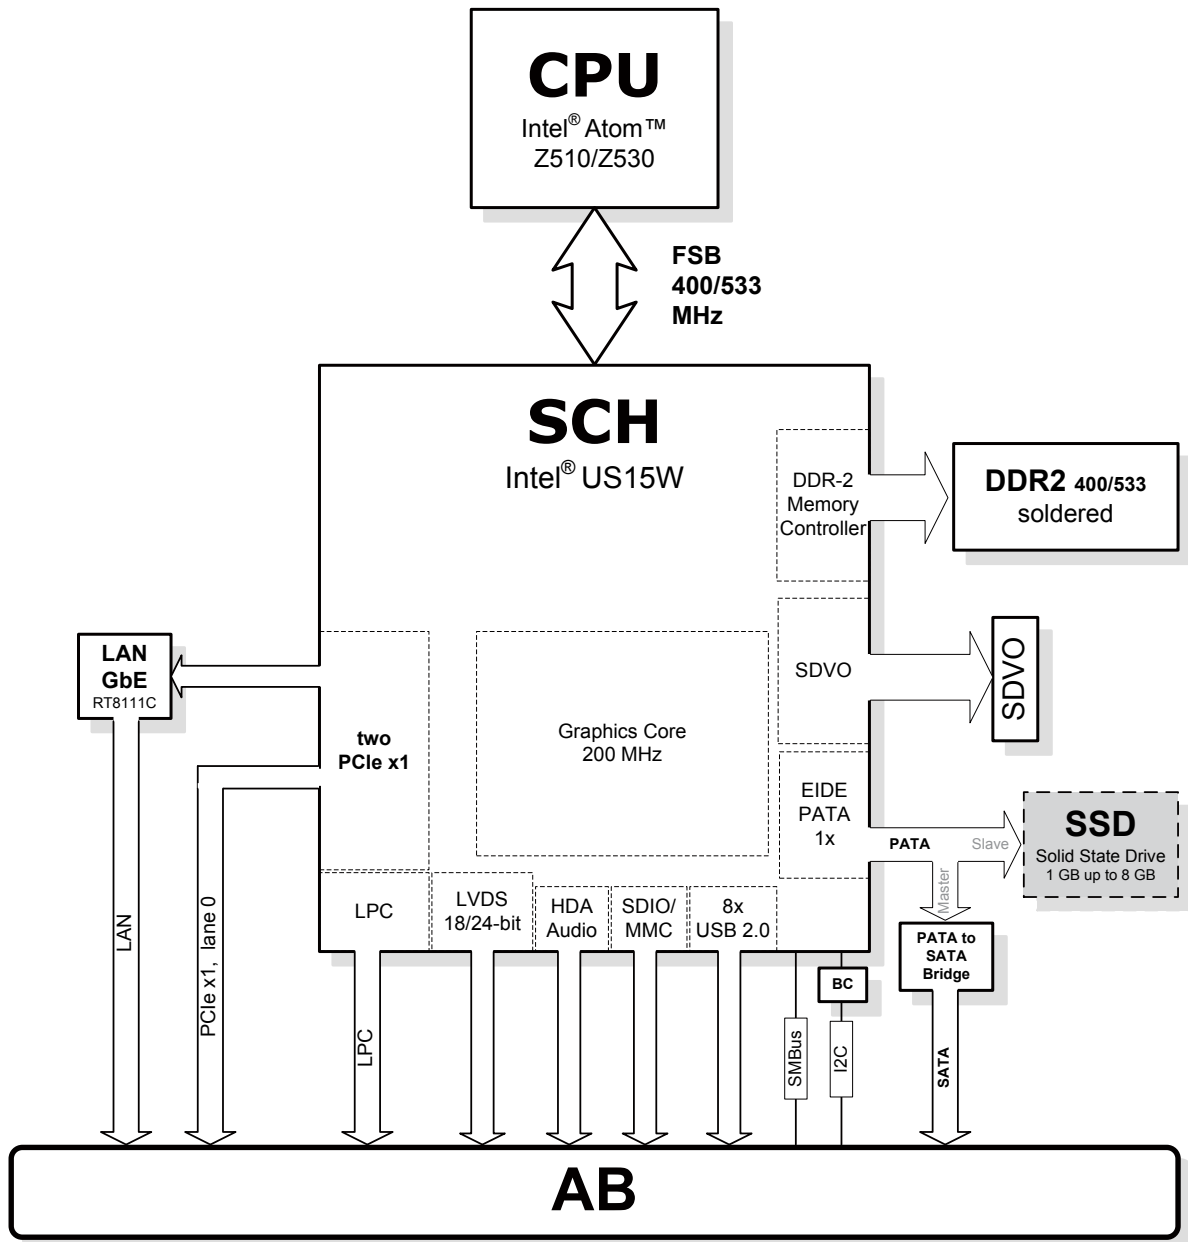 CPU
Intel® Atom™
Z510/Z530
FSB
400/533
MHz
SCH
Intel® US15W
DDR-2
Memory
Controller
DDR2 400/533
soldered
LAN
GbE
RT8111C
two
PCIe x1
Graphics Core
200 MHz
SDVO
SDVO
EIDE
PATA
1x
PATA
Slave
Master
SSD
Solid State Drive
1 GB up to 8 GB
LPC
LVDS
18/24-bit
HDA
Audio
SDIO/
MMC
8x
USB 2.0
PATA to
SATA
Bridge
BC
LAN
PCIe x1, lane 0
LPC
SMBus
I2C
SATA
AB